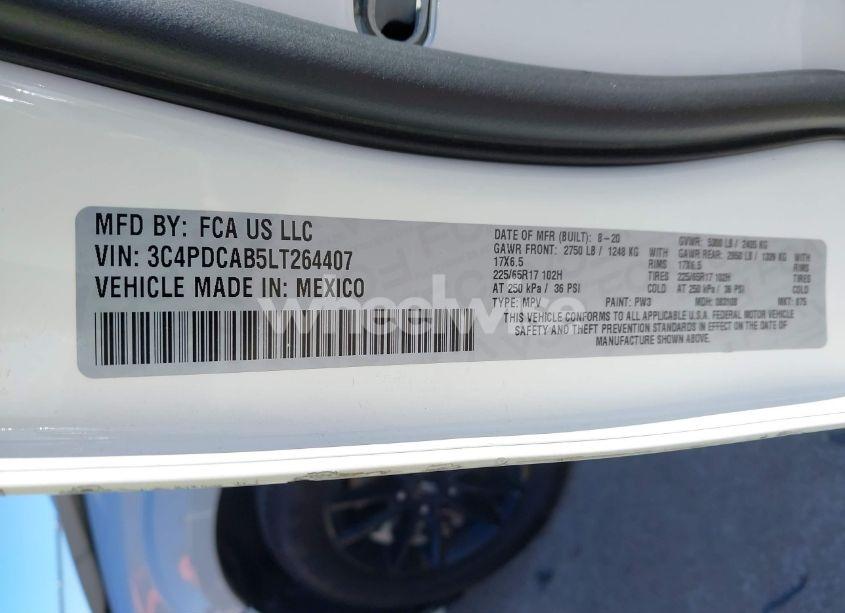 MFD BY: FCA US LLC
VIN: 3C4PDCAB5LT264407
VEHICLE MADE IN: MEXICO
DATE OF MFR (BUILT): 8-20
GAWR FRONT: 2750 LB / 1248 KG WITH
17X6.5 RIMS
225/65R17 102H TIRES
AT 250 kPa / 36 PSI COLD
TYPE: MPV PAINT: PW3
GVWR: LB / KG
GAWR REAR: LB / KG WITH
17X6.5 RIMS
225/65R17 102H TIRES
AT 250 kPa / 36 PSI COLD
MDH: MKT:
THIS VEHICLE CONFORMS TO ALL APPLICABLE U.S.A. FEDERAL MOTOR VEHICLE
SAFETY AND THEFT PREVENTION STANDARDS IN EFFECT ON THE DATE OF
MANUFACTURE SHOWN ABOVE.
wheelwire